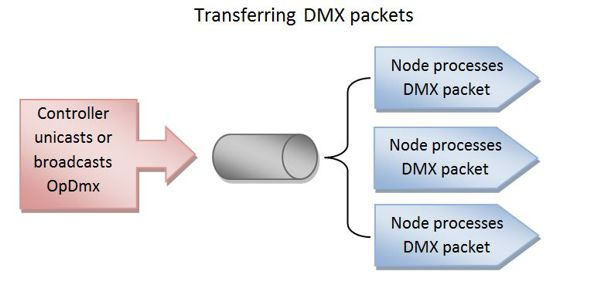 Transferring DMX packets
Controller
unicasts or
broadcasts
OpDmx
Node processes
DMX packet
Node processes
DMX packet
Node processes
DMX packet